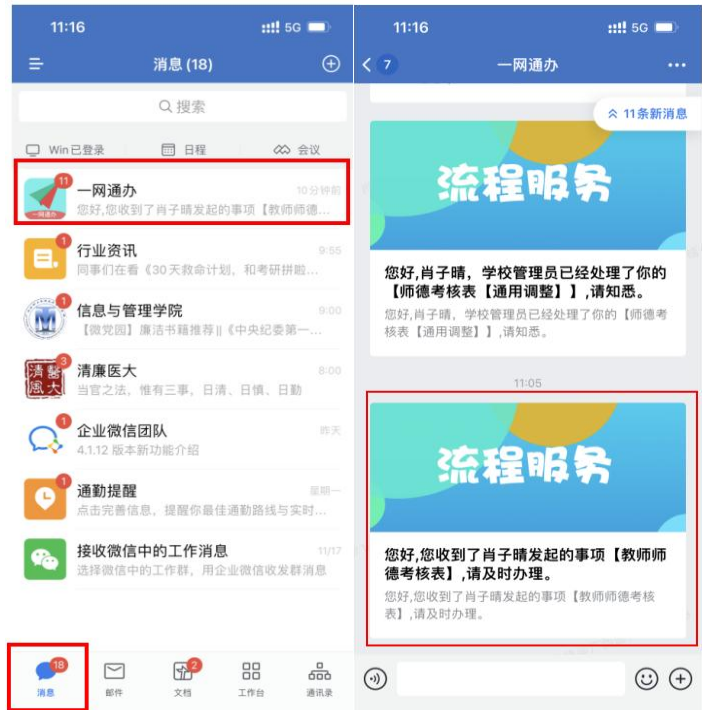 11:16
5G
消息 (18)
搜索
Win已登录
日程
会议
11
一网通办
一网通办
10分钟前
您好,您收到了肖子晴发起的事项【教师师德...
1
行业资讯
9:55
同事们在看《30天救命计划，和考研拼啦...
1
信息与管理学院
9:00
【微党园】廉洁书籍推荐||《中央纪委第一...
3
清医
风大
清廉医大
8:00
当官之法，惟有三事，日清、日慎、日勤
1
企业微信团队
昨天
4.1.12 版本新功能介绍
1
通勤提醒
星期一
点击完善信息，提醒你最佳通勤路线与实时...
接收微信中的工作消息
11/17
选择微信中的工作群，用企业微信收发群消息
18
消息
邮件
2
文档
工作台
通讯录
11:16
5G
7
一网通办
11条新消息
流程服务
您好,肖子晴，学校管理员已经处理了你的
【师德考核表【通用调整】】,请知悉。
您好,肖子晴，学校管理员已经处理了你的【师德考
核表【通用调整】】,请知悉。
11:05
流程服务
您好,您收到了肖子晴发起的事项【教师师
德考核表】,请及时办理。
您好,您收到了肖子晴发起的事项【教师师德考核
表】,请及时办理。